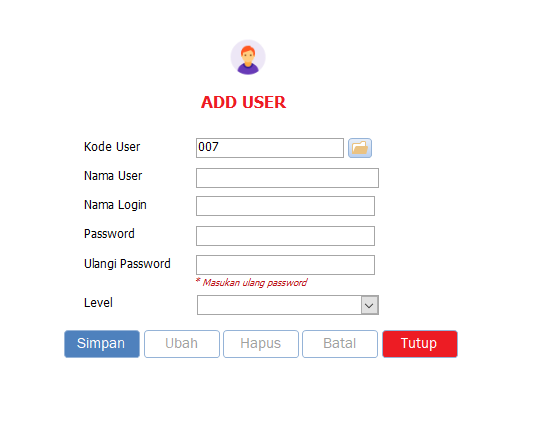 ADD USER
Kode User 007
Nama User
Nama Login
Password
Ulangi Password
* Masukan ulang password
Level
Simpan Ubah Hapus Batal Tutup